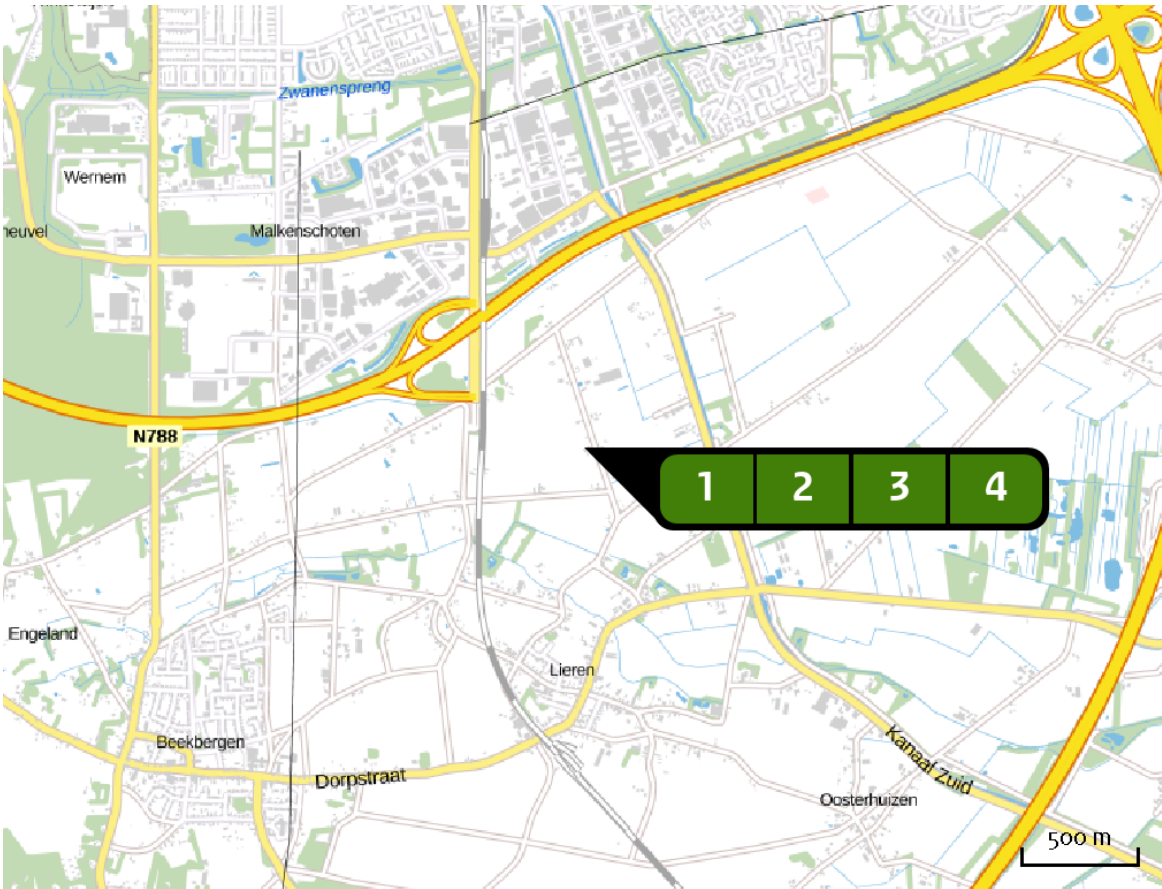 Zwanenspreng
Wernem
heuvel
Malkenschoten
N788
1 2 3 4
Engeland
Lieren
Beekbergen
Dorpstraat
Kanaal Zuid
Oosterhuizen
500 m